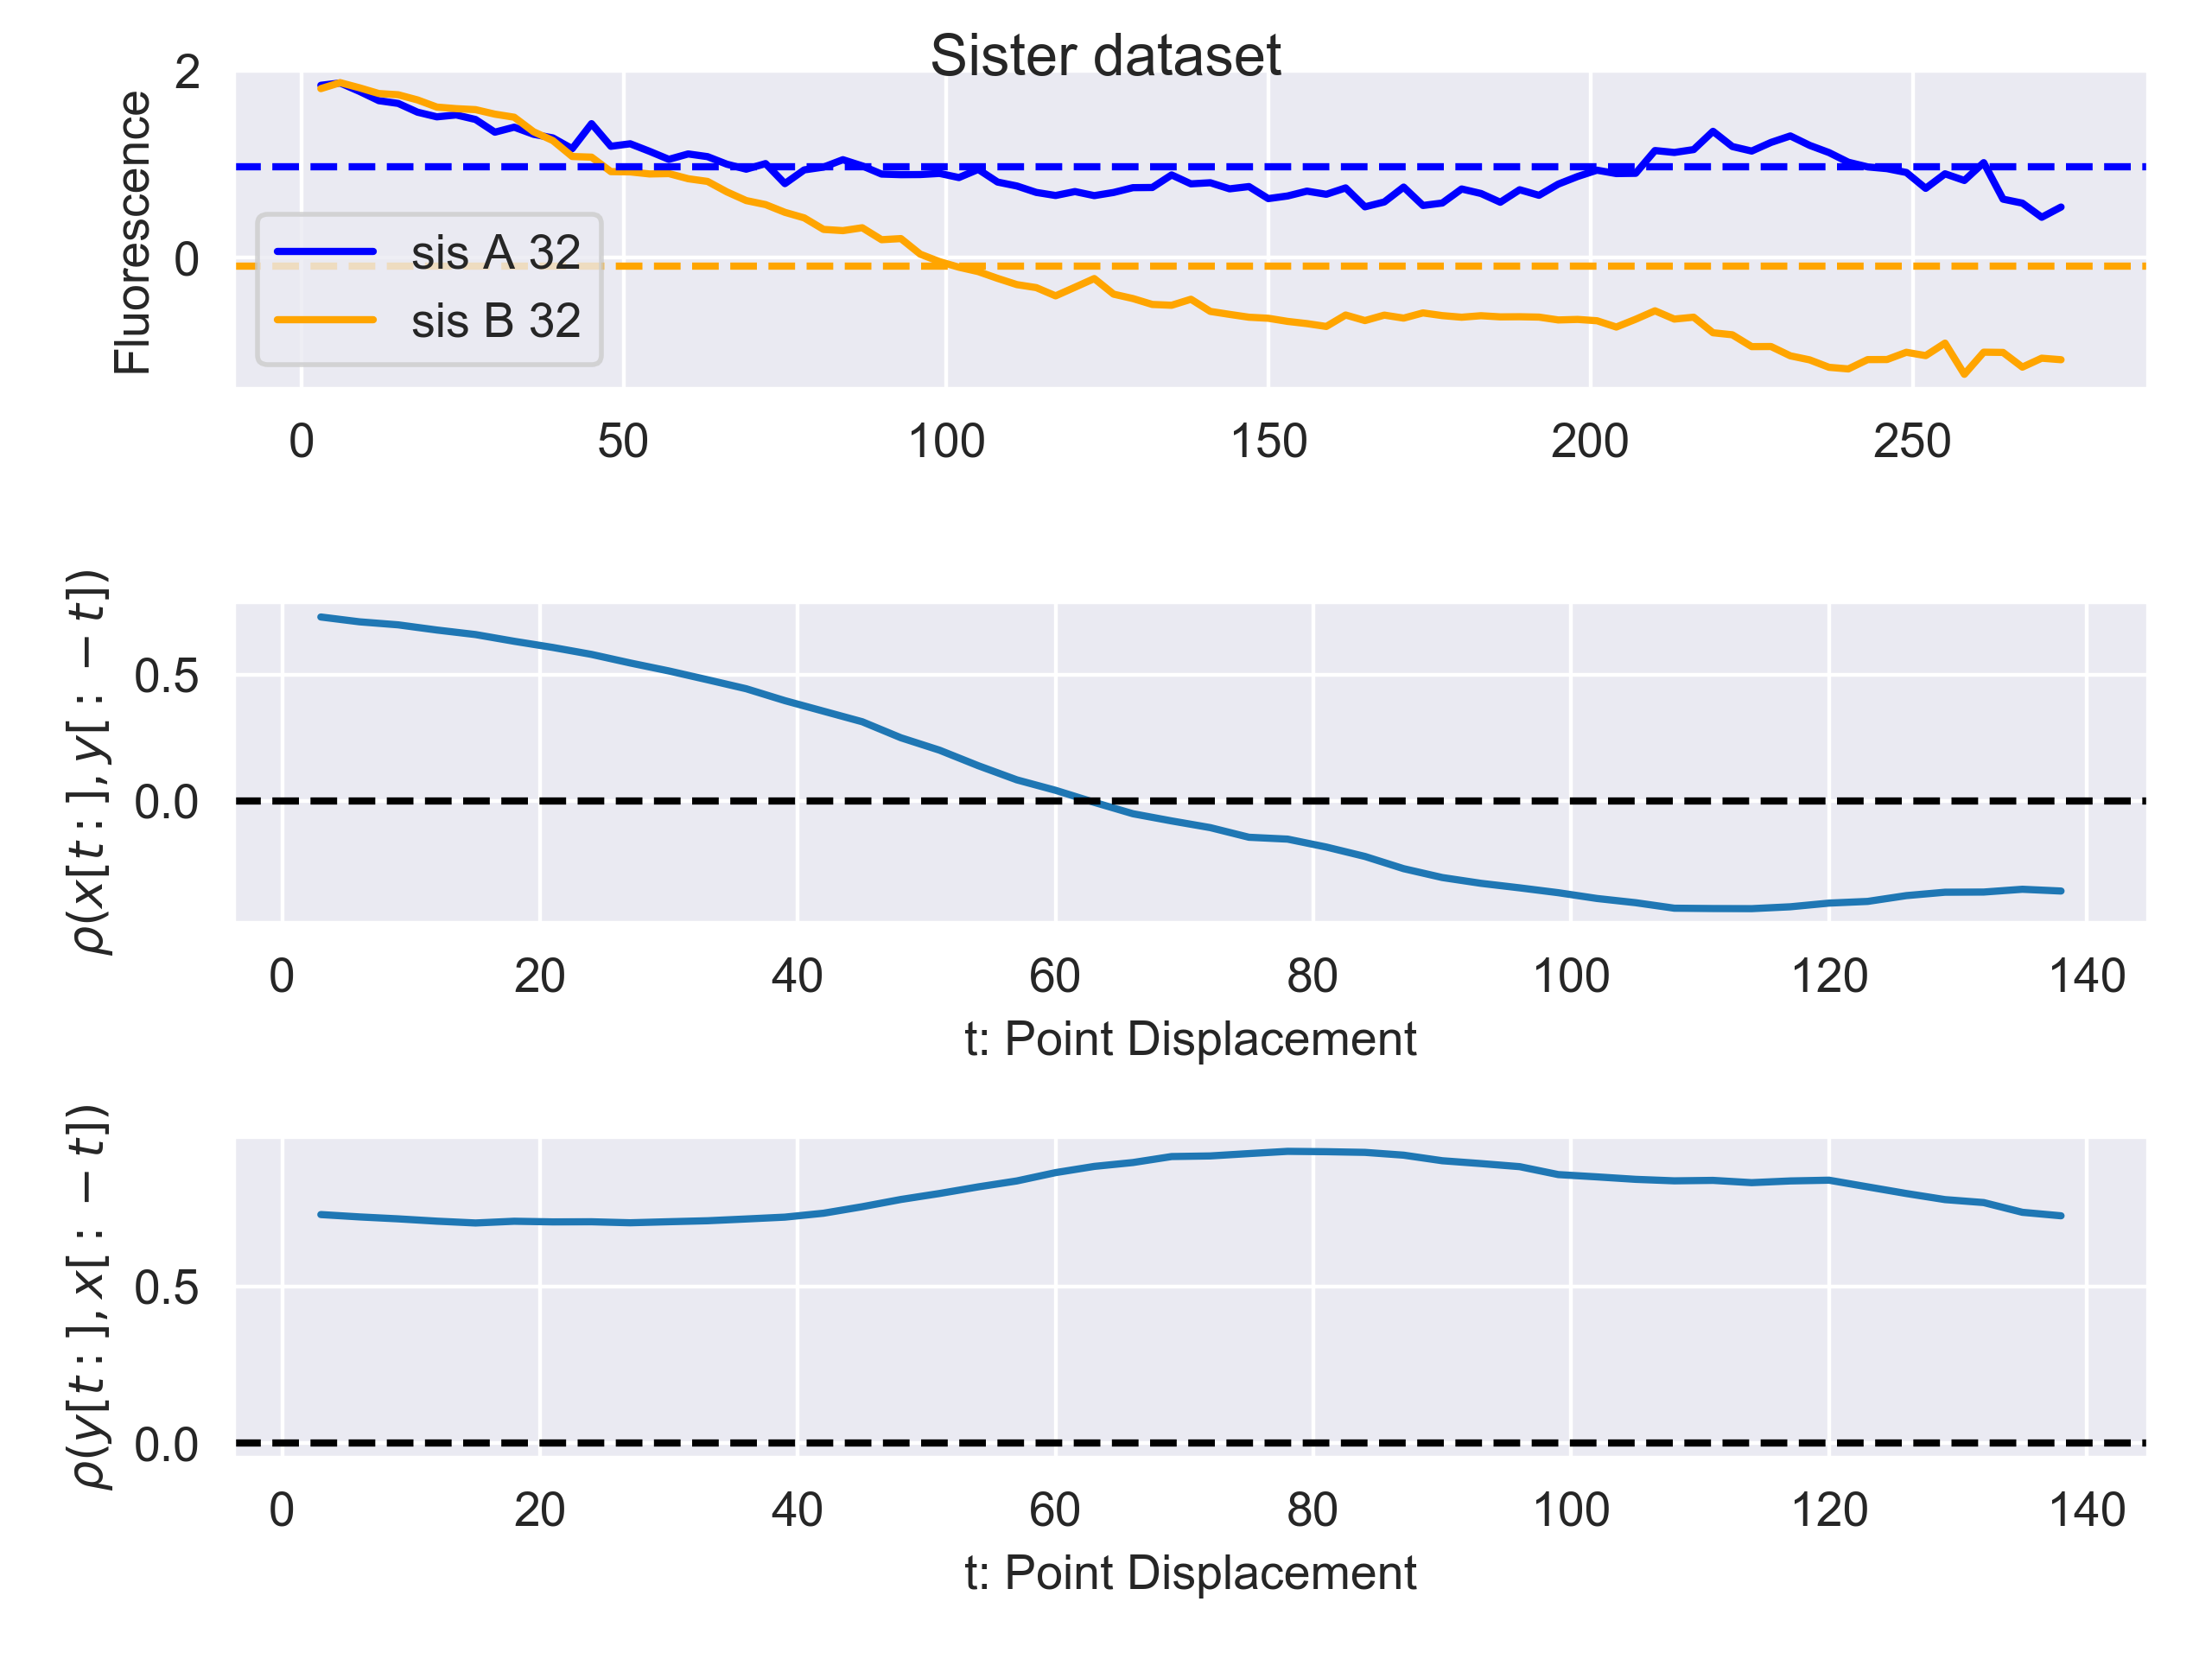 Sister dataset
Fluorescence
2
0
sis A 32
sis B 32
0 50 100 150 200 250
ρ(x[t:], y[:−t])
0.5
0.0
0 20 40 60 80 100 120 140
t: Point Displacement
ρ(y[t:], x[:−t])
0.5
0.0
0 20 40 60 80 100 120 140
t: Point Displacement